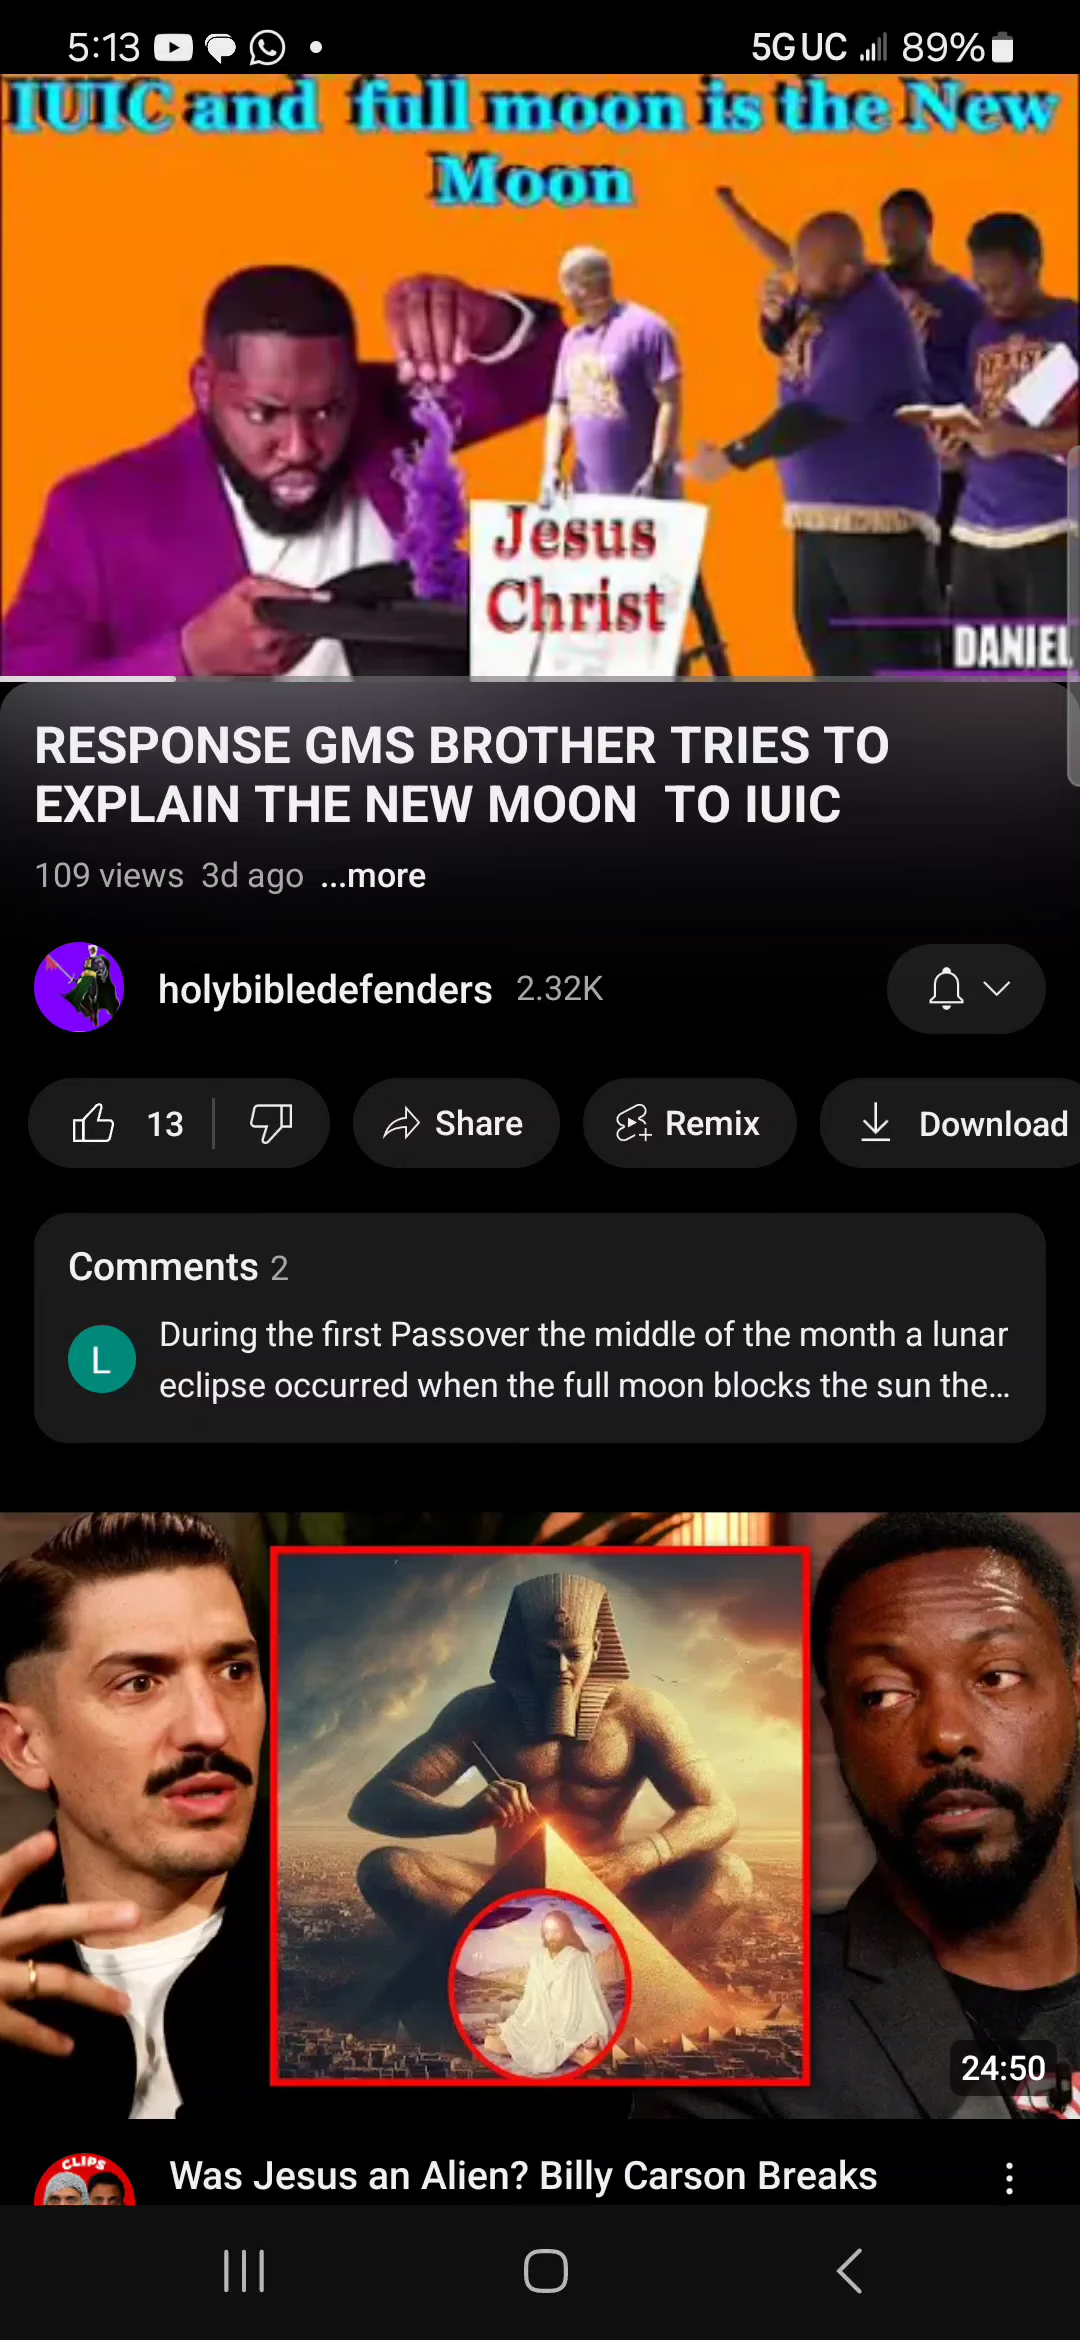 5:13
5G UC 89%
IUIC and full moon is the New
Moon
Jesus
Christ
DANIEL
RESPONSE GMS BROTHER TRIES TO
EXPLAIN THE NEW MOON TO IUIC
109 views 3d ago ...more
holybibledefenders 2.32K
13 Share Remix Download
Comments 2
L
During the first Passover the middle of the month a lunar
eclipse occurred when the full moon blocks the sun the...
24:50
CLIPS
Was Jesus an Alien? Billy Carson Breaks